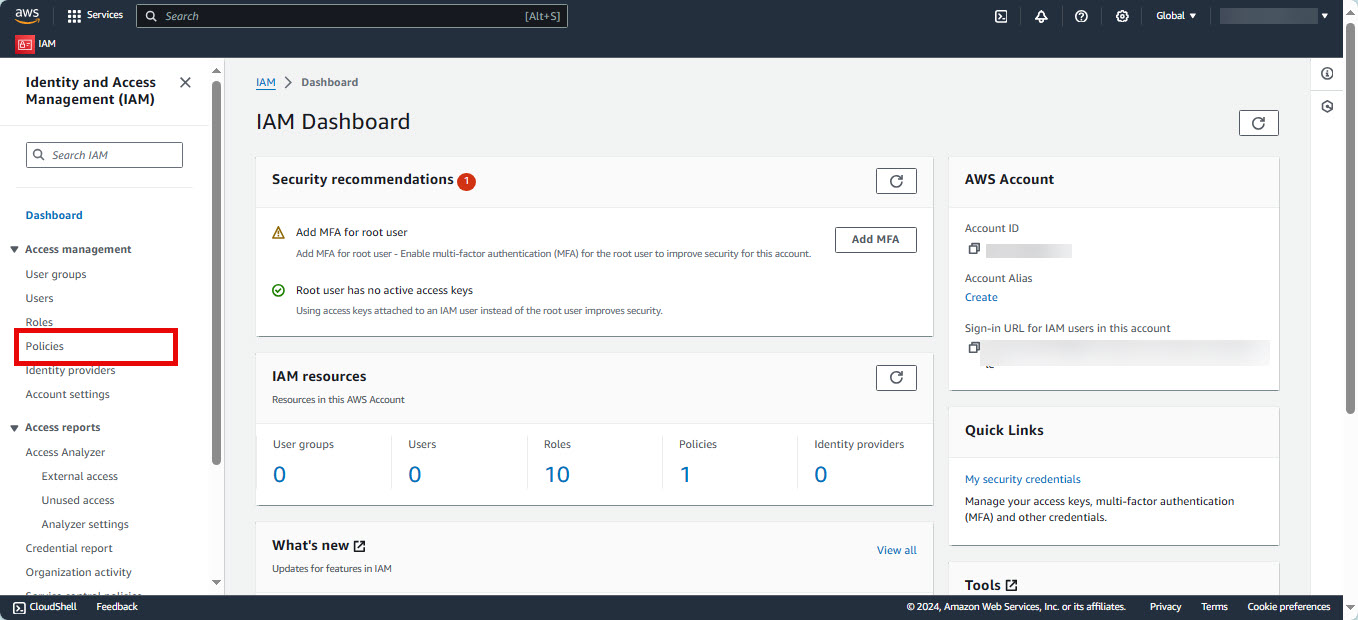 aws
Services
Search
[Alt+S]
Global
IAM
Identity and Access
Management (IAM)
Search IAM
Dashboard
Access management
User groups
Users
Roles
Policies
Identity providers
Account settings
Access reports
Access Analyzer
External access
Unused access
Analyzer settings
Credential report
Organization activity
Service control policies
IAM
Dashboard
IAM Dashboard
Security recommendations 1
Add MFA for root user
Add MFA for root user - Enable multi-factor authentication (MFA) for the root user to improve security for this account.
Add MFA
Root user has no active access keys
Using access keys attached to an IAM user instead of the root user improves security.
IAM resources
Resources in this AWS Account
User groups
0
Users
0
Roles
10
Policies
1
Identity providers
0
What's new
View all
Updates for features in IAM
AWS Account
Account ID
Account Alias
Create
Sign-in URL for IAM users in this account
Quick Links
My security credentials
Manage your access keys, multi-factor authentication
(MFA) and other credentials.
Tools
CloudShell
Feedback
© 2024, Amazon Web Services, Inc. or its affiliates.
Privacy
Terms
Cookie preferences